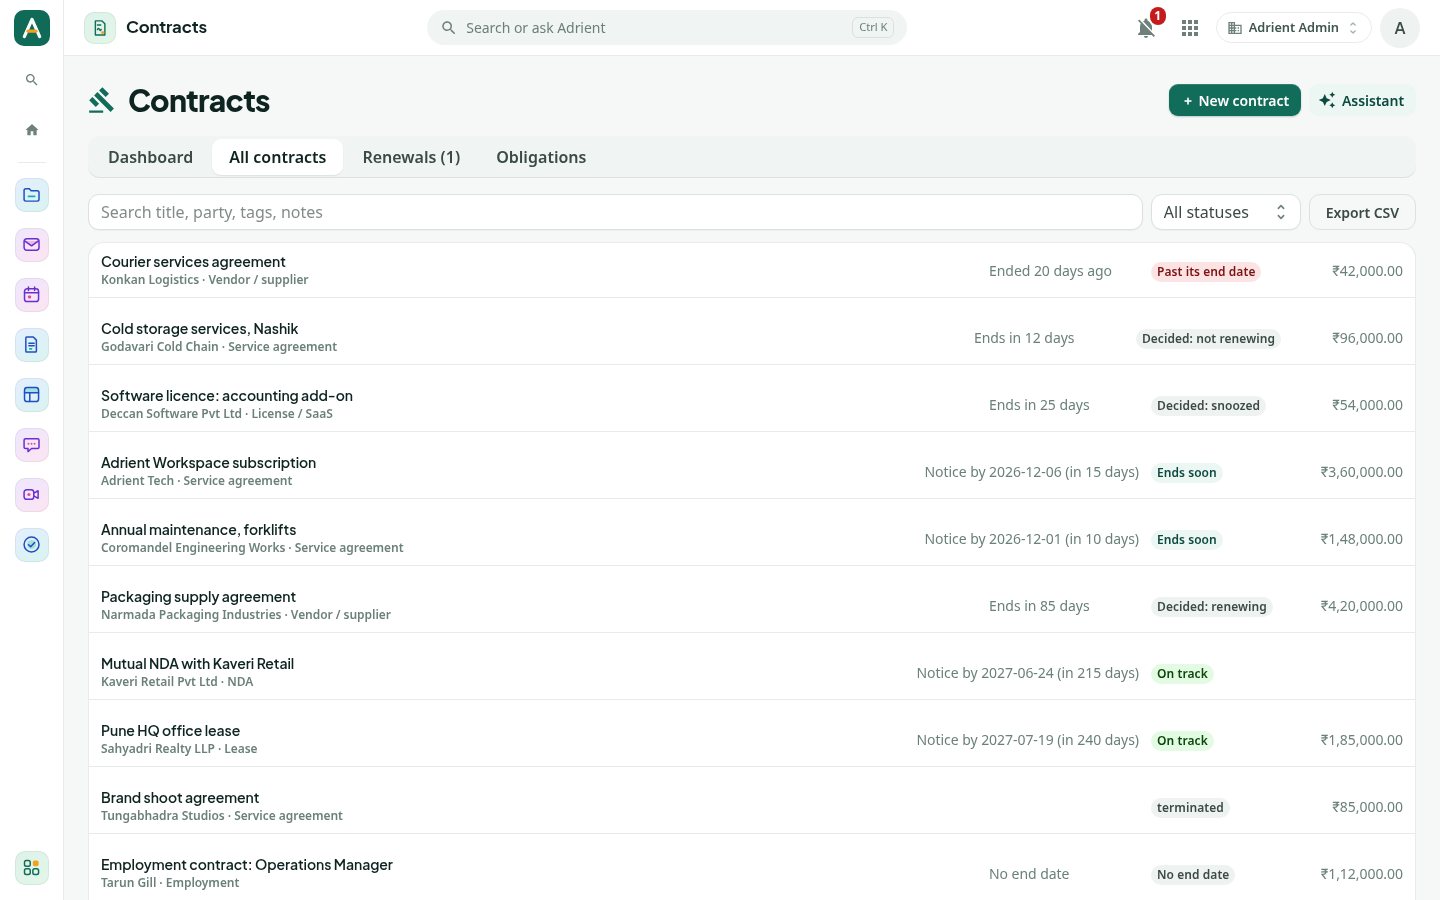 Contracts
Search or ask Adrient
Ctrl K
1
Adrient Admin
A
Contracts
+ New contract
Assistant
Dashboard
All contracts
Renewals (1)
Obligations
Search title, party, tags, notes
All statuses
Export CSV
Courier services agreement
Konkan Logistics · Vendor / supplier
Ended 20 days ago
Past its end date
₹42,000.00
Cold storage services, Nashik
Godavari Cold Chain · Service agreement
Ends in 12 days
Decided: not renewing
₹96,000.00
Software licence: accounting add-on
Deccan Software Pvt Ltd · License / SaaS
Ends in 25 days
Decided: snoozed
₹54,000.00
Adrient Workspace subscription
Adrient Tech · Service agreement
Notice by 2026-12-06 (in 15 days)
Ends soon
₹3,60,000.00
Annual maintenance, forklifts
Coromandel Engineering Works · Service agreement
Notice by 2026-12-01 (in 10 days)
Ends soon
₹1,48,000.00
Packaging supply agreement
Narmada Packaging Industries · Vendor / supplier
Ends in 85 days
Decided: renewing
₹4,20,000.00
Mutual NDA with Kaveri Retail
Kaveri Retail Pvt Ltd · NDA
Notice by 2027-06-24 (in 215 days)
On track
Pune HQ office lease
Sahyadri Realty LLP · Lease
Notice by 2027-07-19 (in 240 days)
On track
₹1,85,000.00
Brand shoot agreement
Tungabhadra Studios · Service agreement
terminated
₹85,000.00
Employment contract: Operations Manager
Tarun Gill · Employment
No end date
No end date
₹1,12,000.00